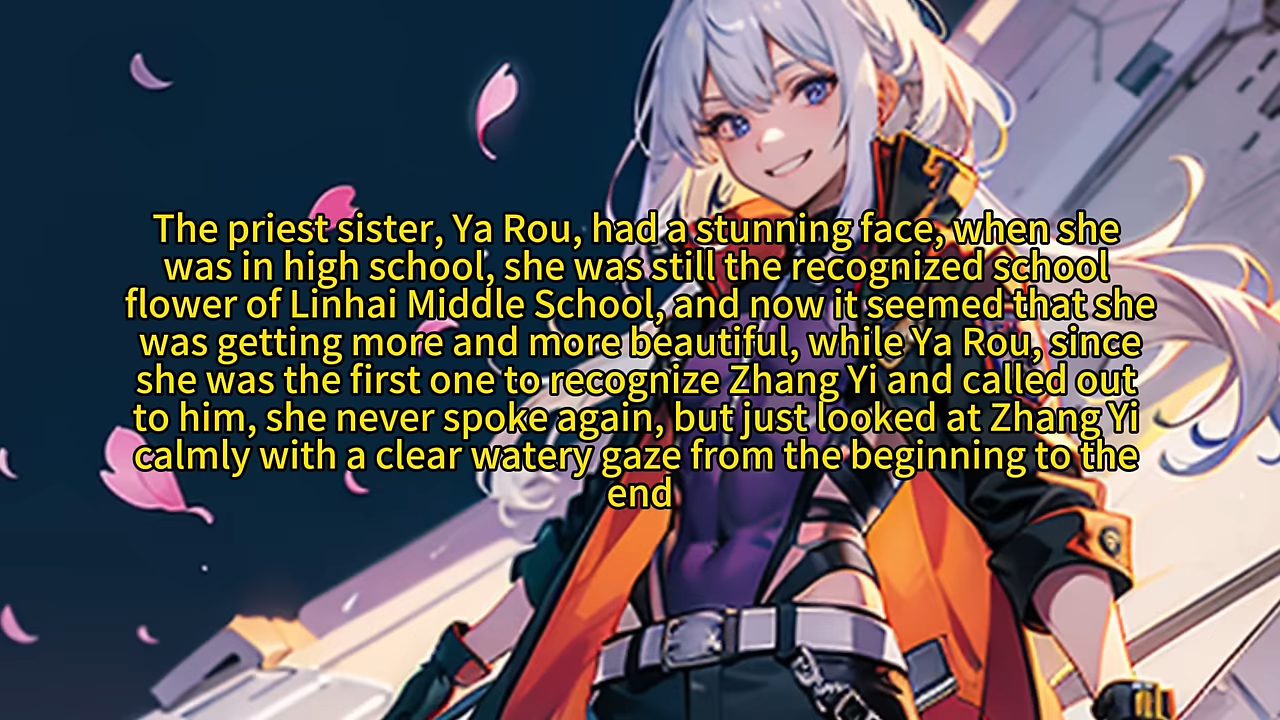 The priest sister, Ya Rou, had a stunning face, when she
was in high school, she was still the recognized school
flower of Linhai Middle School, and now it seemed that she
was getting more and more beautiful, while Ya Rou, since
she was the first one to recognize Zhang Yi and called out
to him, she never spoke again, but just looked at Zhang Yi
calmly with a clear watery gaze from the beginning to the
end